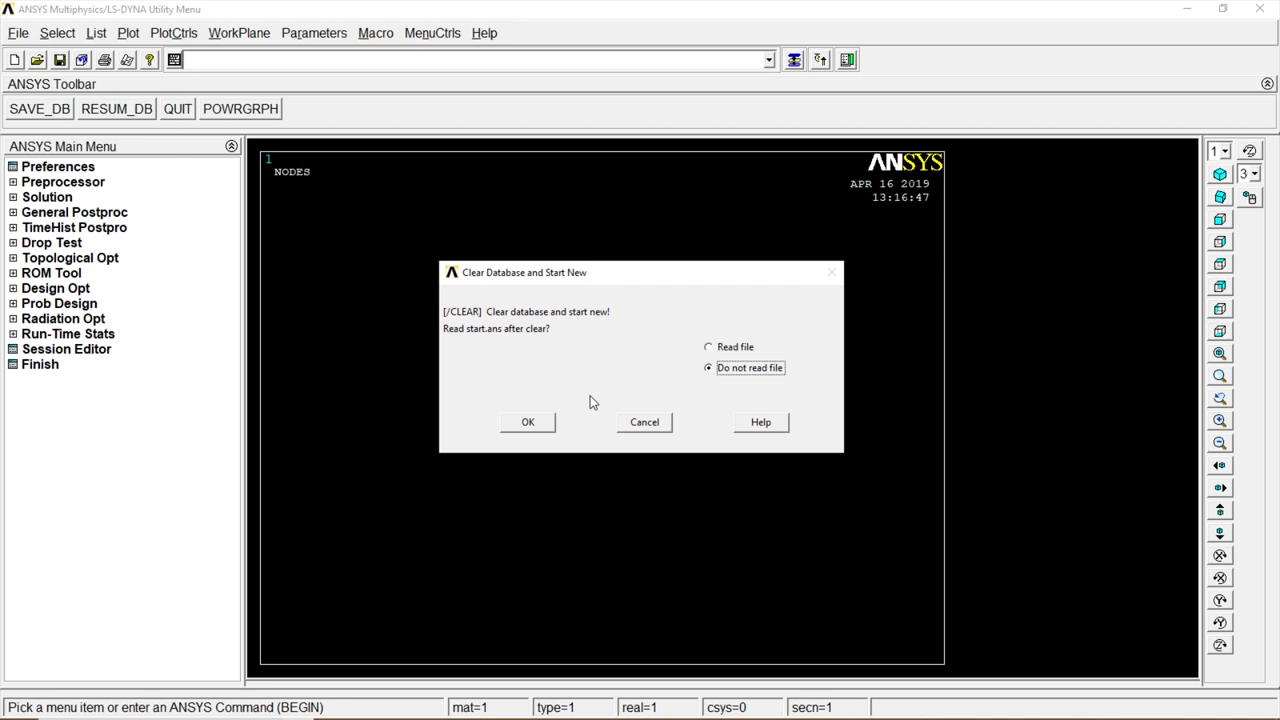 ANSYS Multiphysics/LS-DYNA Utility Menu
File Select List Plot PlotCtrls WorkPlane Parameters Macro MenuCtrls Help
ANSYS Toolbar
SAVE_DB RESUM_DB QUIT POWRGRPH
ANSYS Main Menu
Preferences
Preprocessor
Solution
General Postproc
TimeHist Postpro
Drop Test
Topological Opt
ROM Tool
Design Opt
Prob Design
Radiation Opt
Run-Time Stats
Session Editor
Finish
1
NODES
ANSYS
APR 16 2019
13:16:47
Clear Database and Start New
[/CLEAR] Clear database and start new!
Read start.ans after clear?
Read file
Do not read file
OK Cancel Help
1
3
Pick a menu item or enter an ANSYS Command (BEGIN) mat=1 type=1 real=1 csys=0 secn=1